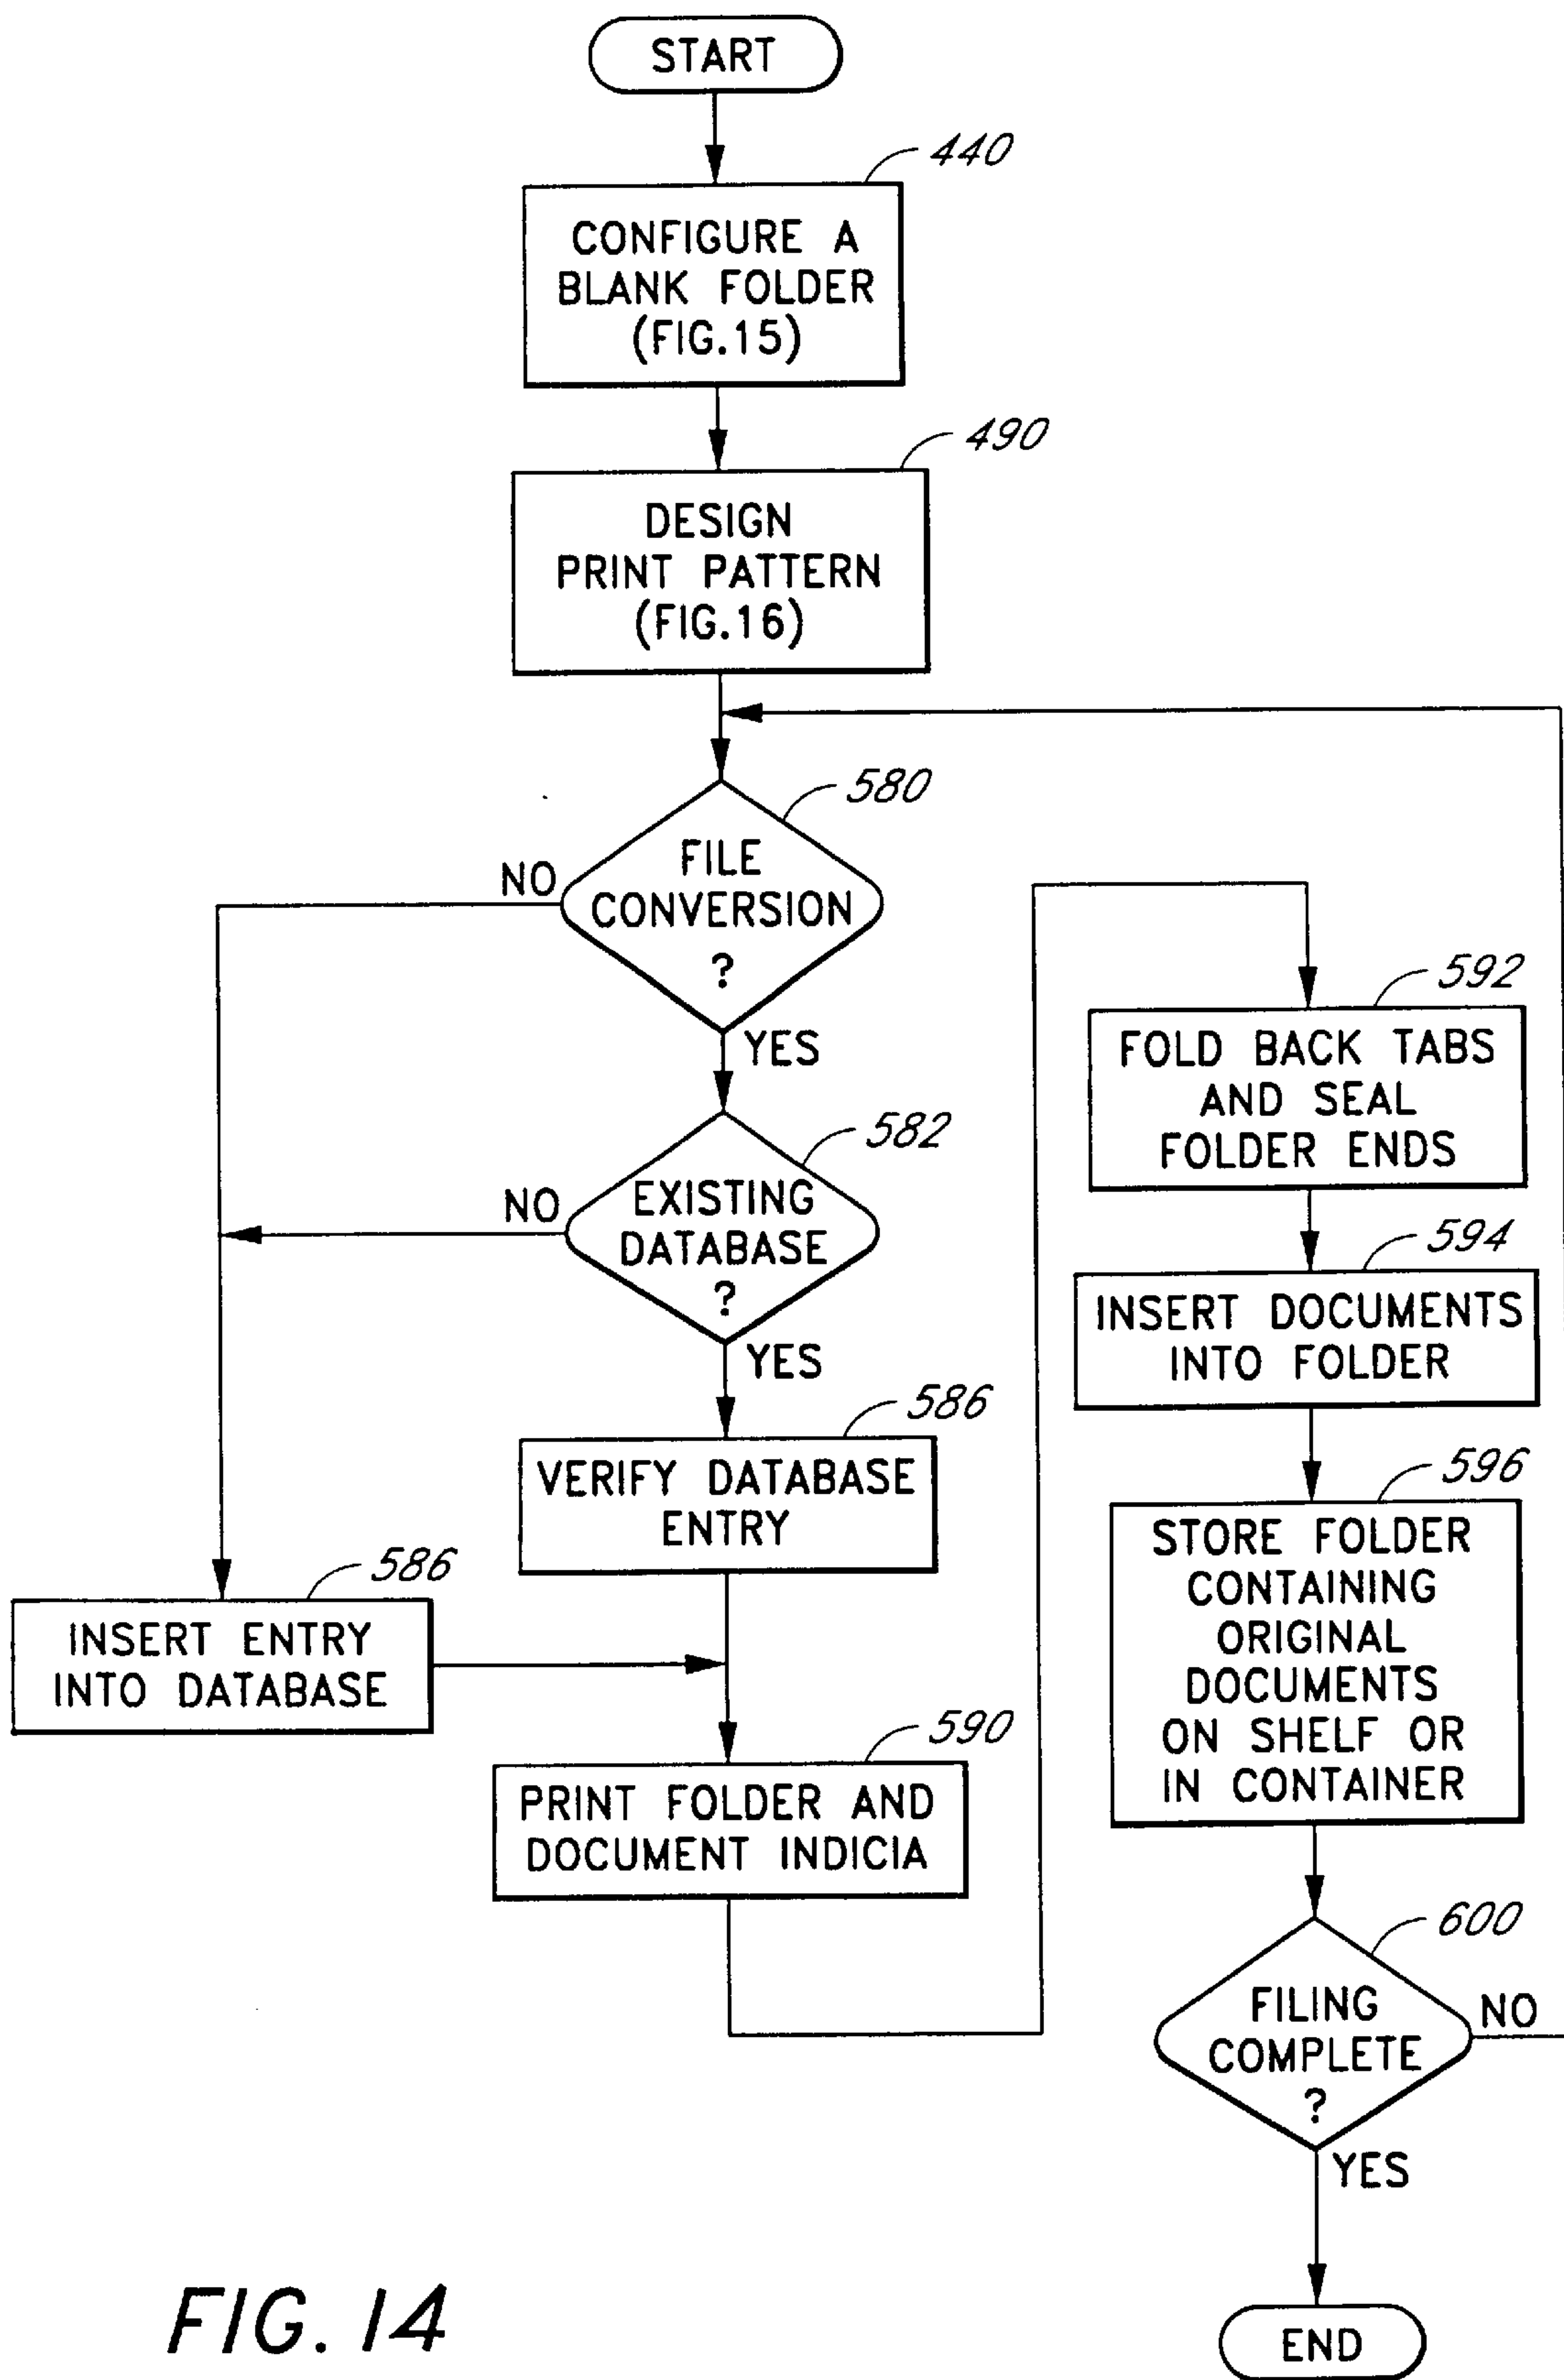 START
440
CONFIGURE A
BLANK FOLDER
(FIG.15)
490
DESIGN
PRINT PATTERN
(FIG.16)
580
FILE
CONVERSION
?
NO
YES
582
EXISTING
DATABASE
?
NO
YES
586
VERIFY DATABASE
ENTRY
586
INSERT ENTRY
INTO DATABASE
590
PRINT FOLDER AND
DOCUMENT INDICIA
592
FOLD BACK TABS
AND SEAL
FOLDER ENDS
594
INSERT DOCUMENTS
INTO FOLDER
596
STORE FOLDER
CONTAINING
ORIGINAL
DOCUMENTS
ON SHELF OR
IN CONTAINER
600
FILING
COMPLETE
?
NO
YES
END
FIG. 14